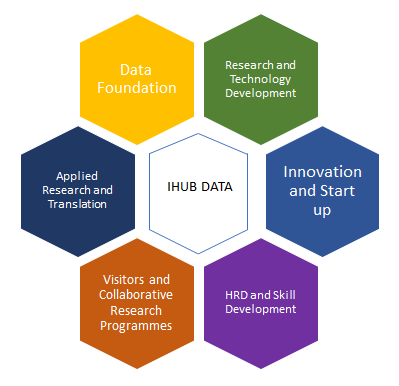 Data
Foundation
Research and
Technology
Development
Applied
Research and
Translation
IHUB DATA
Innovation
and Start
up
Visitors and
Collaborative
Research
Programmes
HRD and Skill
Development